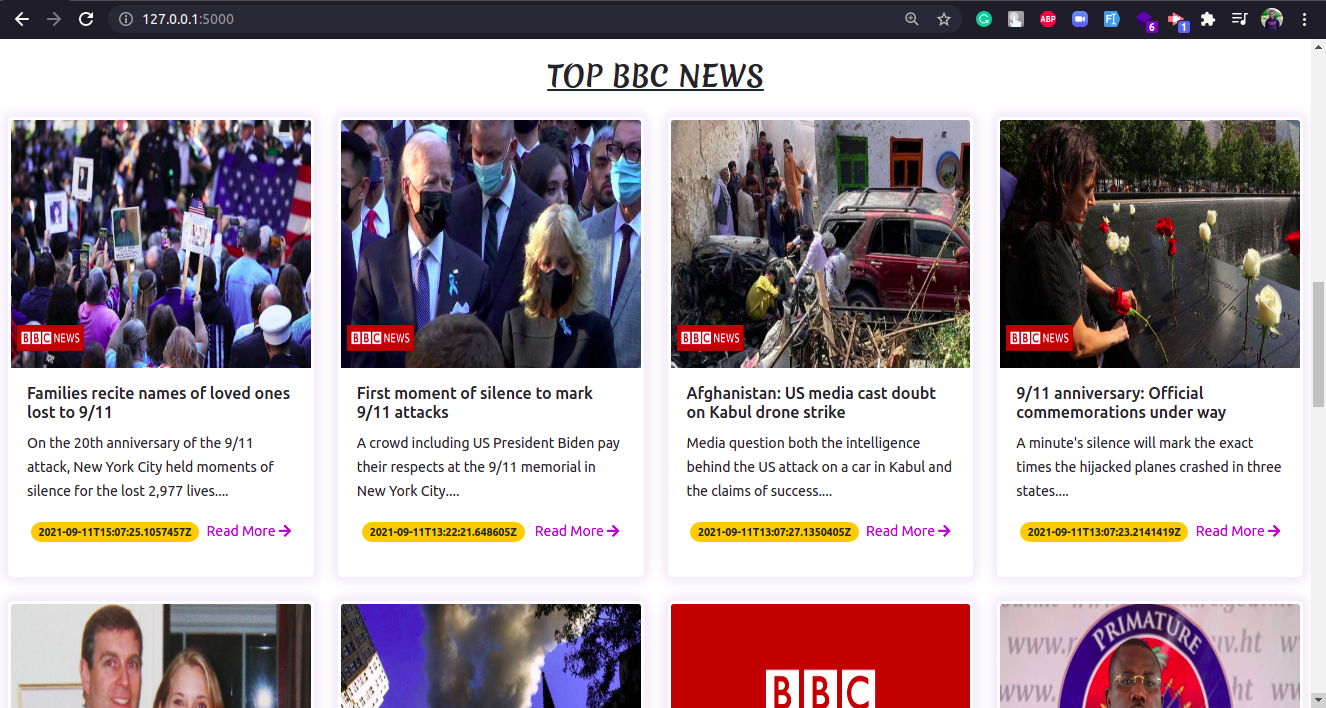 127.0.0.1:5000
ABP
6
1
TOP BBC NEWS
BBC NEWS
BBC NEWS
BBC NEWS
BBC NEWS
Families recite names of loved ones
lost to 9/11
On the 20th anniversary of the 9/11
attack, New York City held moments of
silence for the lost 2,977 lives....
2021-09-11T15:07:25.1057457Z Read More
First moment of silence to mark
9/11 attacks
A crowd including US President Biden pay
their respects at the 9/11 memorial in
New York City....
2021-09-11T13:22:21.648605Z Read More
Afghanistan: US media cast doubt
on Kabul drone strike
Media question both the intelligence
behind the US attack on a car in Kabul and
the claims of success....
2021-09-11T13:07:27.1350405Z Read More
9/11 anniversary: Official
commemorations under way
A minute's silence will mark the exact
times the hijacked planes crashed in three
states....
2021-09-11T13:07:23.2141419Z Read More
BBC
PRIMATURE